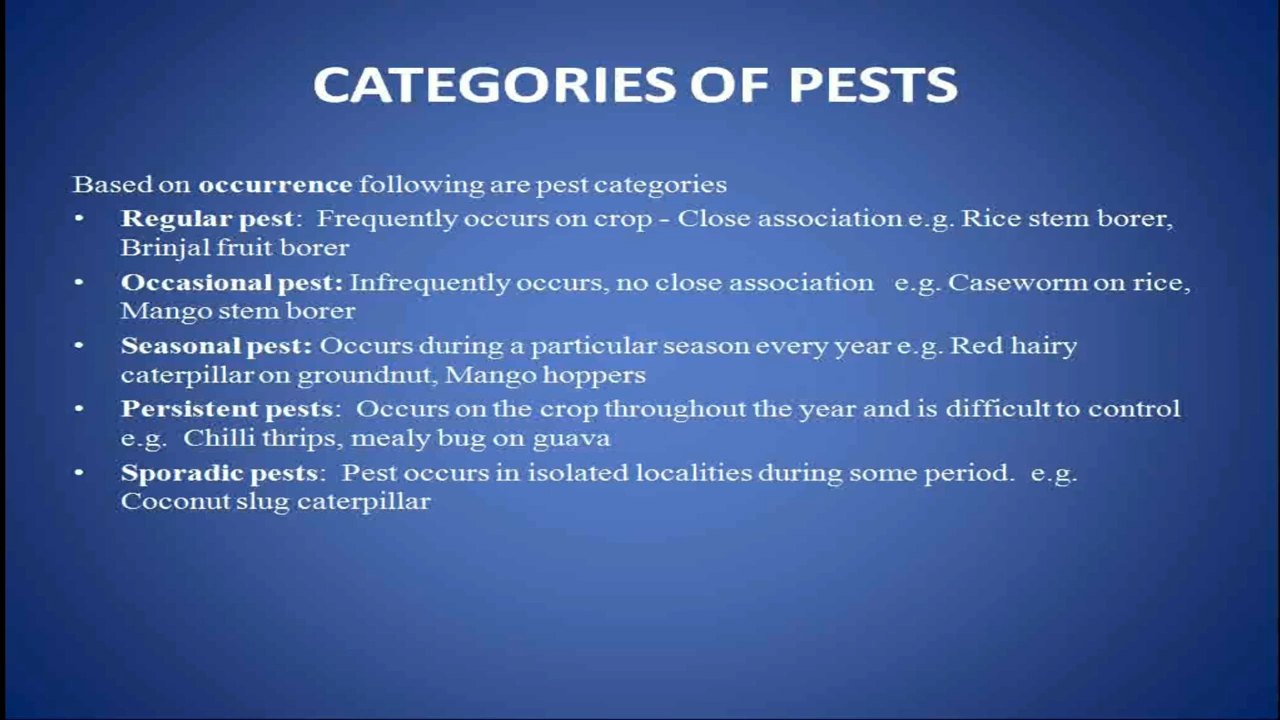 CATEGORIES OF PESTS
Based on occurrence following are pest categories
• Regular pest: Frequently occurs on crop - Close association e.g. Rice stem borer,
Brinjal fruit borer
• Occasional pest: Infrequently occurs, no close association e.g. Caseworm on rice,
Mango stem borer
• Seasonal pest: Occurs during a particular season every year e.g. Red hairy
caterpillar on groundnut, Mango hoppers
• Persistent pests: Occurs on the crop throughout the year and is difficult to control
e.g. Chilli thrips, mealy bug on guava
• Sporadic pests: Pest occurs in isolated localities during some period. e.g.
Coconut slug caterpillar